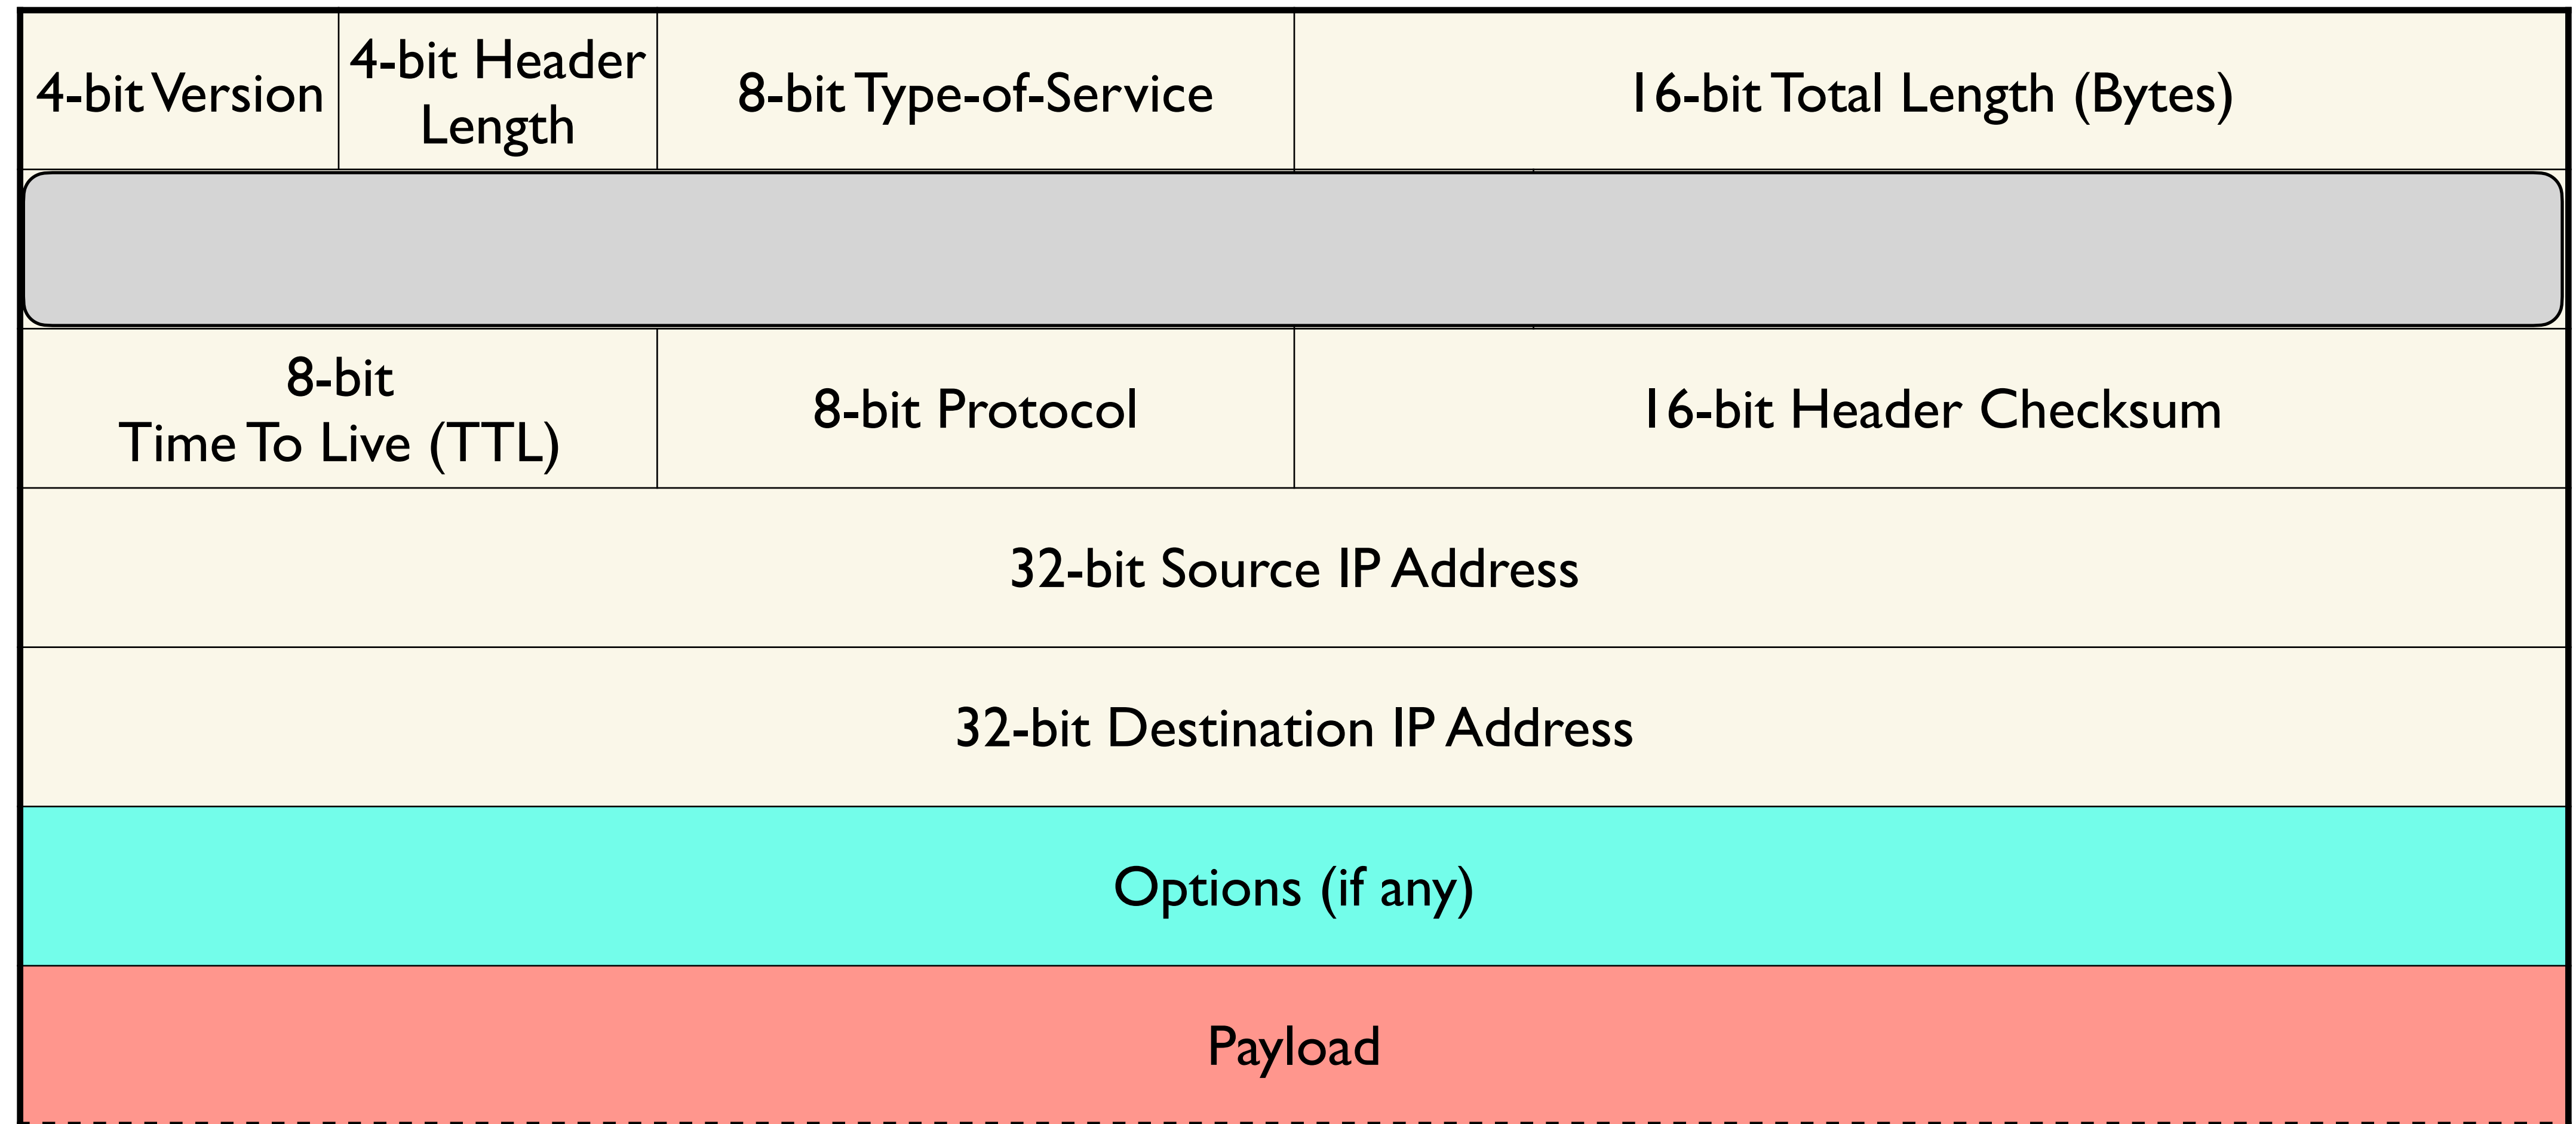 4-bit Version
4-bit Header
Length
8-bit Type-of-Service
16-bit Total Length (Bytes)
8-bit
Time To Live (TTL)
8-bit Protocol
16-bit Header Checksum
32-bit Source IP Address
32-bit Destination IP Address
Options (if any)
Payload